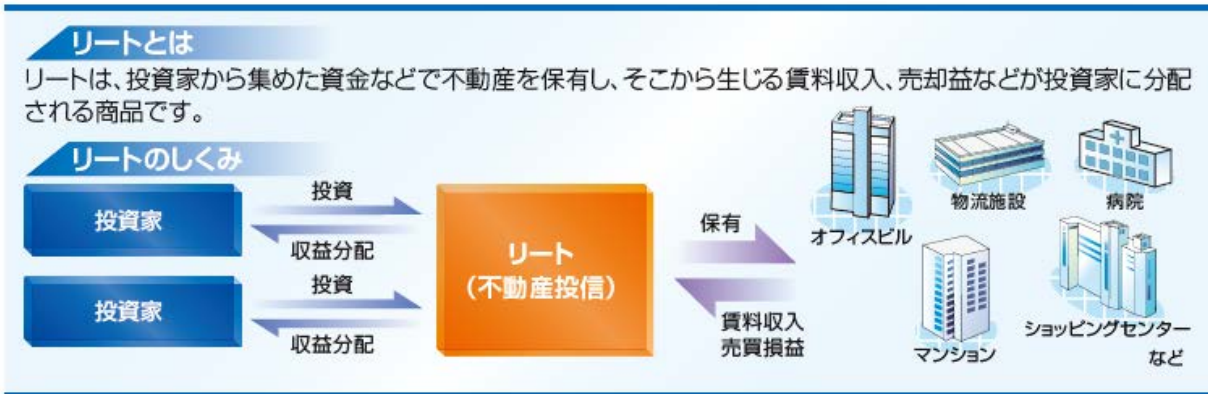 リートとは
リートは、投資家から集めた資金などで不動産を保有し、そこから生じる賃料収入、売却益などが投資家に分配
される商品です。
リートのしくみ
投資家
投資
収益分配
投資家
投資
収益分配
リート
(不動産投信)
保有
賃料収入
売買損益
オフィスビル
物流施設
病院
マンション
ショッピングセンター
など